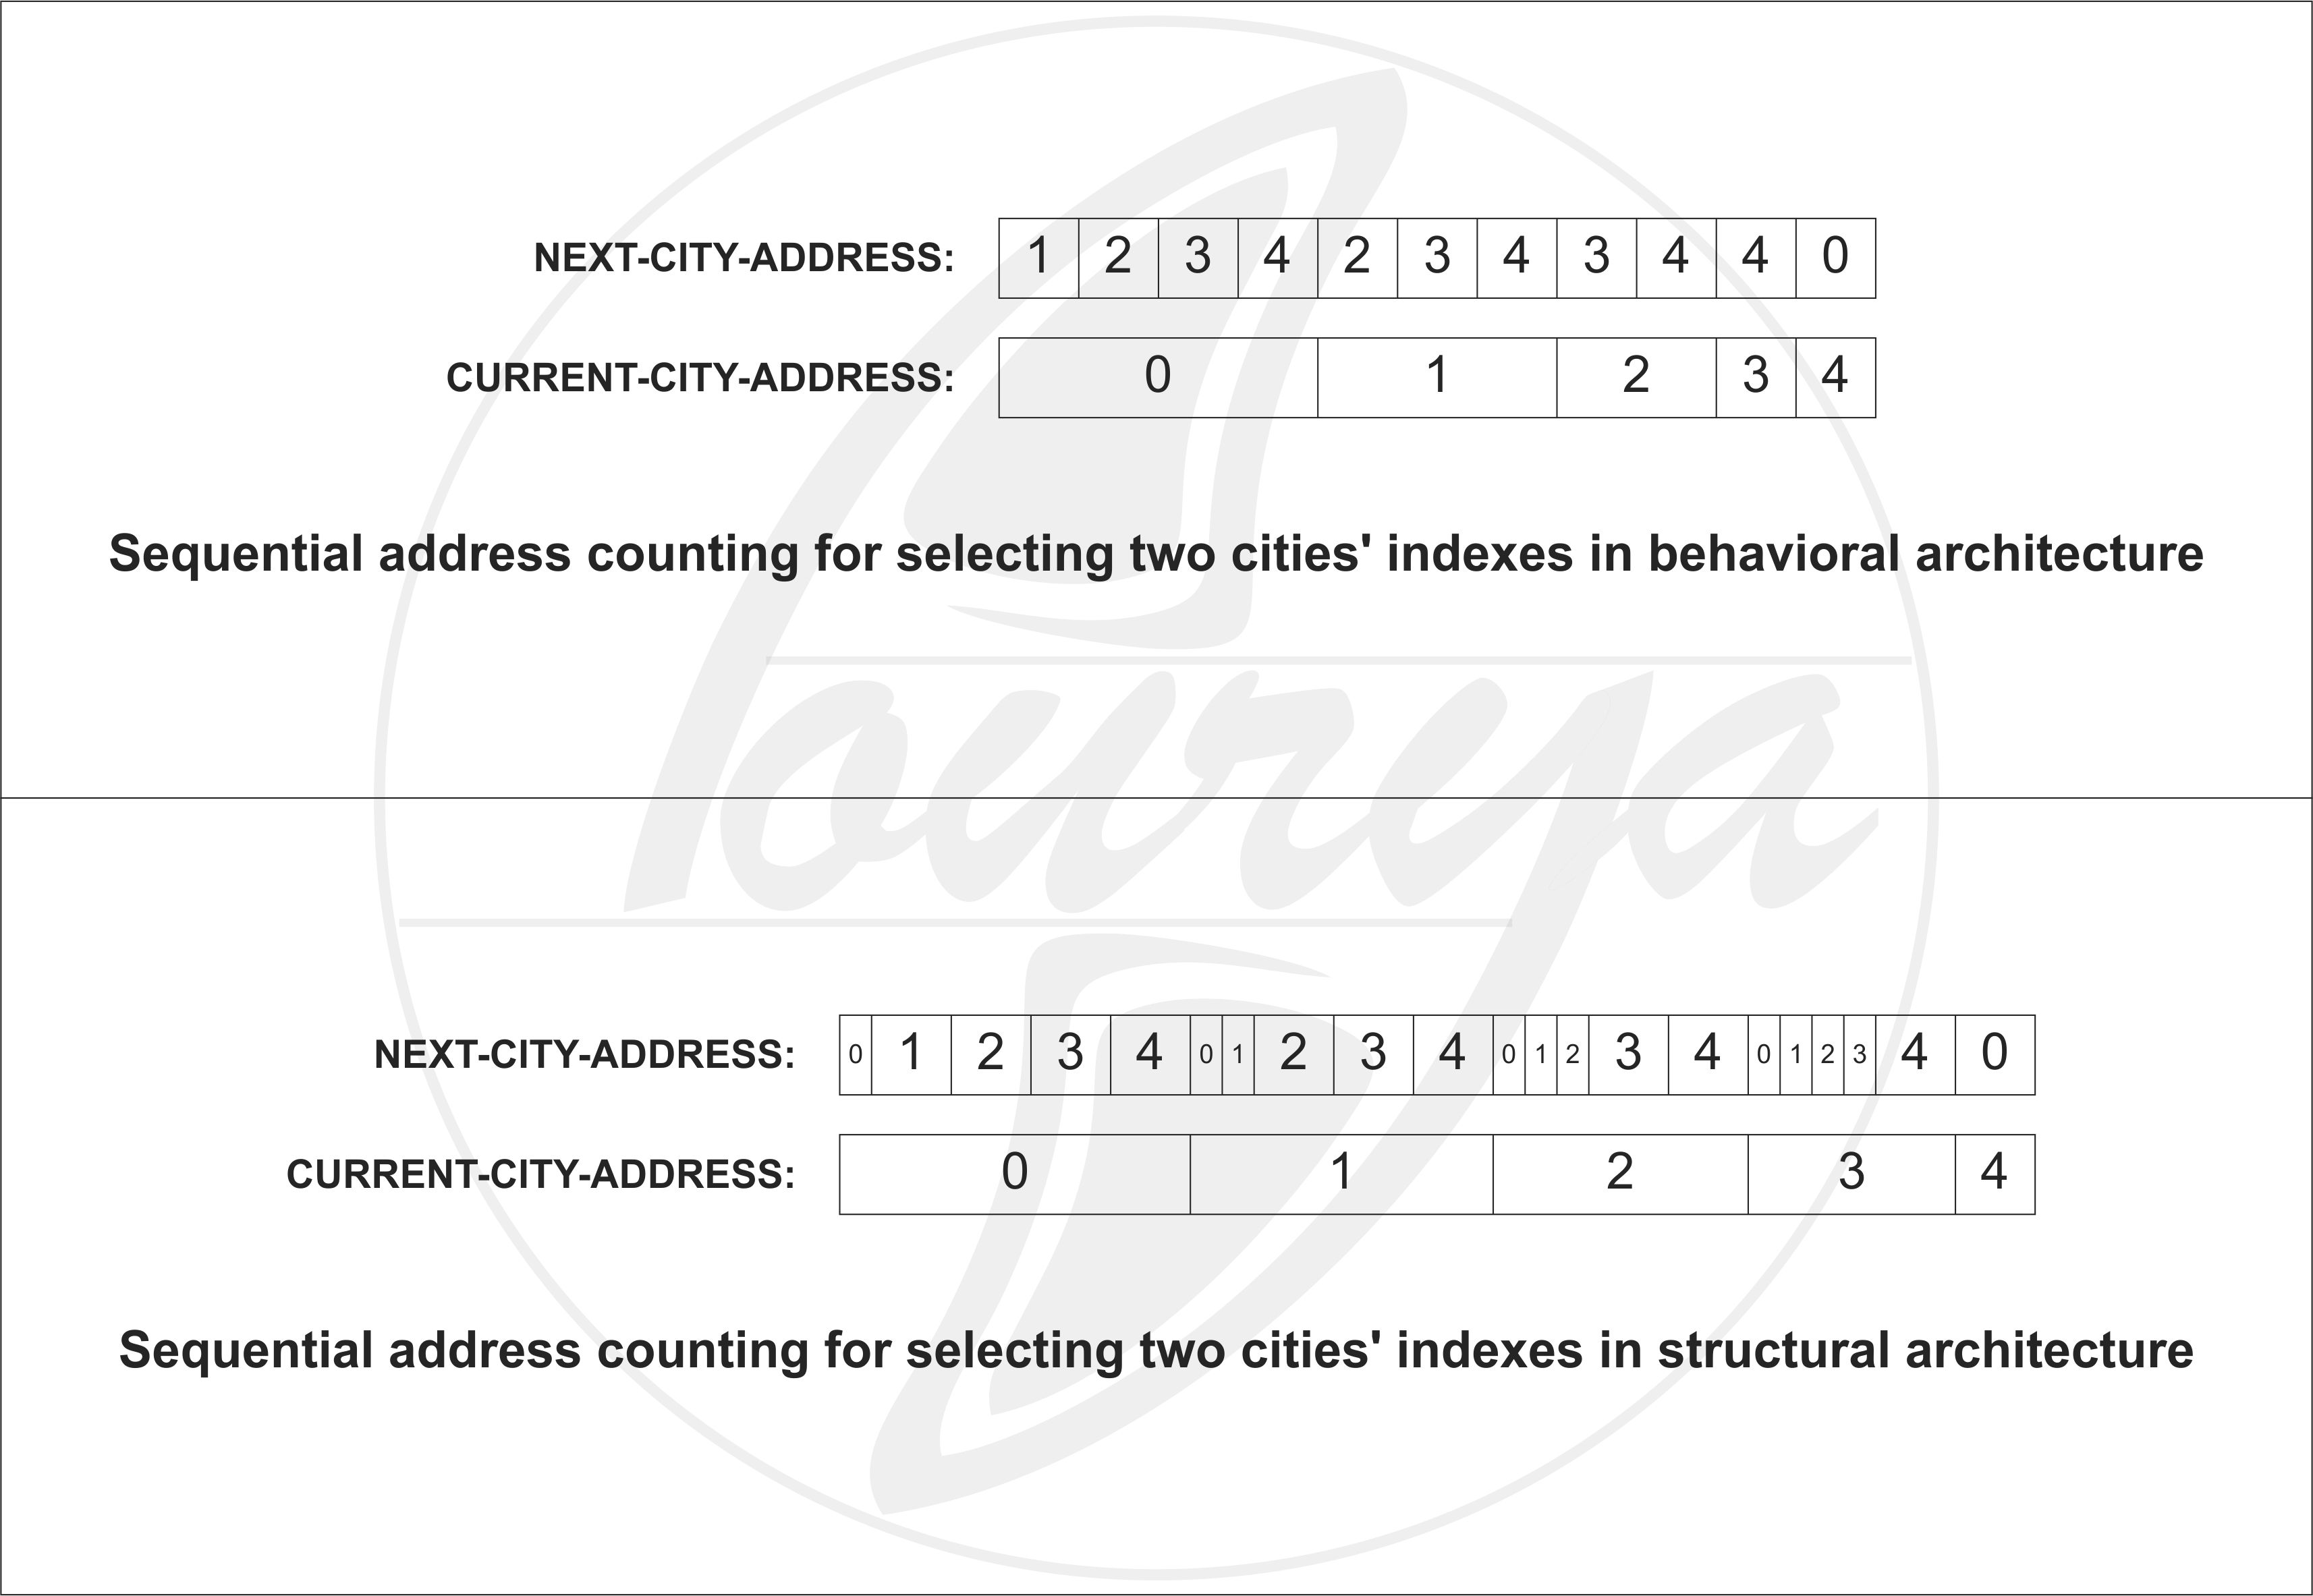 NEXT-CITY-ADDRESS: 1 2 3 4 2 3 4 3 4 4 0
CURRENT-CITY-ADDRESS: 0 1 2 3 4
Sequential address counting for selecting two cities' indexes in behavioral architecture
Pourya
NEXT-CITY-ADDRESS: 0 1 2 3 4 0 1 2 3 4 0 1 2 3 4 0 1 2 3 4 0
CURRENT-CITY-ADDRESS: 0 1 2 3 4
Sequential address counting for selecting two cities' indexes in structural architecture